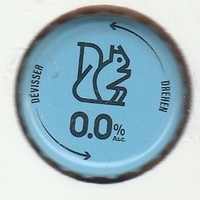 DÉVISSER
DREHEN
0.0%
ALC.